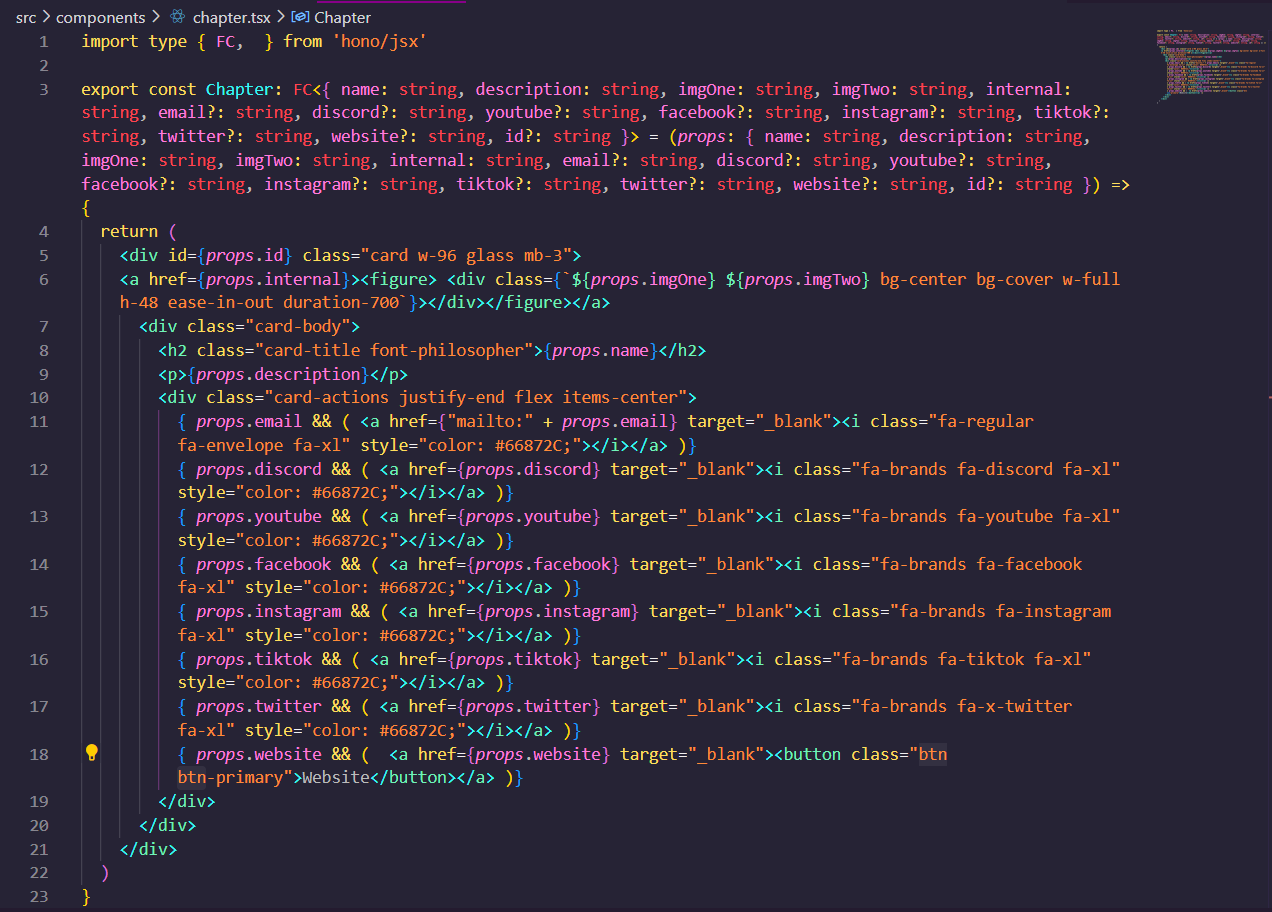 src > components > chapter.tsx > Chapter
1 import type { FC,  } from 'hono/jsx'
2
3 export const Chapter: FC<{ name: string, description: string, imgOne: string, imgTwo: string, internal:
string, email?: string, discord?: string, youtube?: string, facebook?: string, instagram?: string, tiktok?:
string, twitter?: string, website?: string, id?: string }> = (props: { name: string, description: string,
imgOne: string, imgTwo: string, internal: string, email?: string, discord?: string, youtube?: string,
facebook?: string, instagram?: string, tiktok?: string, twitter?: string, website?: string, id?: string }) =>
{
4 return (
5 <div id={props.id} class="card w-96 glass mb-3">
6 <a href={props.internal}><figure> <div class={`${props.imgOne} ${props.imgTwo} bg-center bg-cover w-full
h-48 ease-in-out duration-700`}></div></figure></a>
7 <div class="card-body">
8 <h2 class="card-title font-philosopher">{props.name}</h2>
9 <p>{props.description}</p>
10 <div class="card-actions justify-end flex items-center">
11 { props.email && ( <a href={"mailto:" + props.email} target="_blank"><i class="fa-regular
fa-envelope fa-xl" style="color: #66872C;"></i></a> )}
12 { props.discord && ( <a href={props.discord} target="_blank"><i class="fa-brands fa-discord fa-xl"
style="color: #66872C;"></i></a> )}
13 { props.youtube && ( <a href={props.youtube} target="_blank"><i class="fa-brands fa-youtube fa-xl"
style="color: #66872C;"></i></a> )}
14 { props.facebook && ( <a href={props.facebook} target="_blank"><i class="fa-brands fa-facebook
fa-xl" style="color: #66872C;"></i></a> )}
15 { props.instagram && ( <a href={props.instagram} target="_blank"><i class="fa-brands fa-instagram
fa-xl" style="color: #66872C;"></i></a> )}
16 { props.tiktok && ( <a href={props.tiktok} target="_blank"><i class="fa-brands fa-tiktok fa-xl"
style="color: #66872C;"></i></a> )}
17 { props.twitter && ( <a href={props.twitter} target="_blank"><i class="fa-brands fa-x-twitter
fa-xl" style="color: #66872C;"></i></a> )}
18 { props.website && (  <a href={props.website} target="_blank"><button class="btn
btn-primary">Website</button></a> )}
19 </div>
20 </div>
21 </div>
22 )
23 }